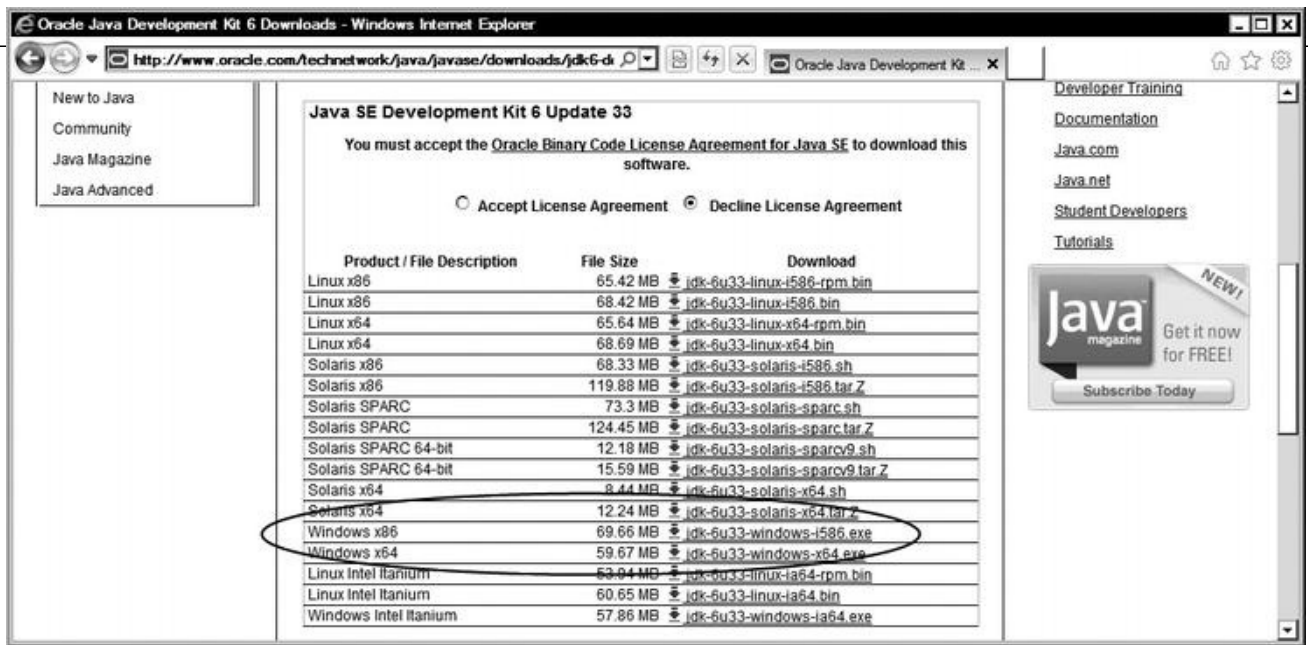 Oracle Java Development Kit 6 Downloads - Windows Internet Explorer
http://www.oracle.com/technetwork/java/javase/downloads/jdk6-d
Oracle Java Development Kit ...
New to Java
Community
Java Magazine
Java Advanced
Java SE Development Kit 6 Update 33
You must accept the Oracle Binary Code License Agreement for Java SE to download this
software.
Accept License Agreement Decline License Agreement
Product / File Description File Size Download
Linux x86 65.42 MB jdk-6u33-linux-i586-rpm.bin
Linux x86 68.42 MB jdk-6u33-linux-i586.bin
Linux x64 65.64 MB jdk-6u33-linux-x64-rpm.bin
Linux x64 68.69 MB jdk-6u33-linux-x64.bin
Solaris x86 68.33 MB jdk-6u33-solaris-i586.sh
Solaris x86 119.88 MB jdk-6u33-solaris-i586.tar.Z
Solaris SPARC 73.3 MB jdk-6u33-solaris-sparc.sh
Solaris SPARC 124.45 MB jdk-6u33-solaris-sparc.tar.Z
Solaris SPARC 64-bit 12.18 MB jdk-6u33-solaris-sparcv9.sh
Solaris SPARC 64-bit 15.59 MB jdk-6u33-solaris-sparcv9.tar.Z
Solaris x64 8.44 MB jdk-6u33-solaris-x64.sh
Solaris x64 12.24 MB jdk-6u33-solaris-x64.tar.Z
Windows x86 69.66 MB jdk-6u33-windows-i586.exe
Windows x64 59.67 MB jdk-6u33-windows-x64.exe
Linux Intel Itanium 53.94 MB jdk-6u33-linux-ia64-rpm.bin
Linux Intel Itanium 60.65 MB jdk-6u33-linux-ia64.bin
Windows Intel Itanium 57.86 MB jdk-6u33-windows-ia64.exe
Developer Training
Documentation
Java.com
Java.net
Student Developers
Tutorials
NEW!
Java
magazine
Get it now
for FREE!
Subscribe Today